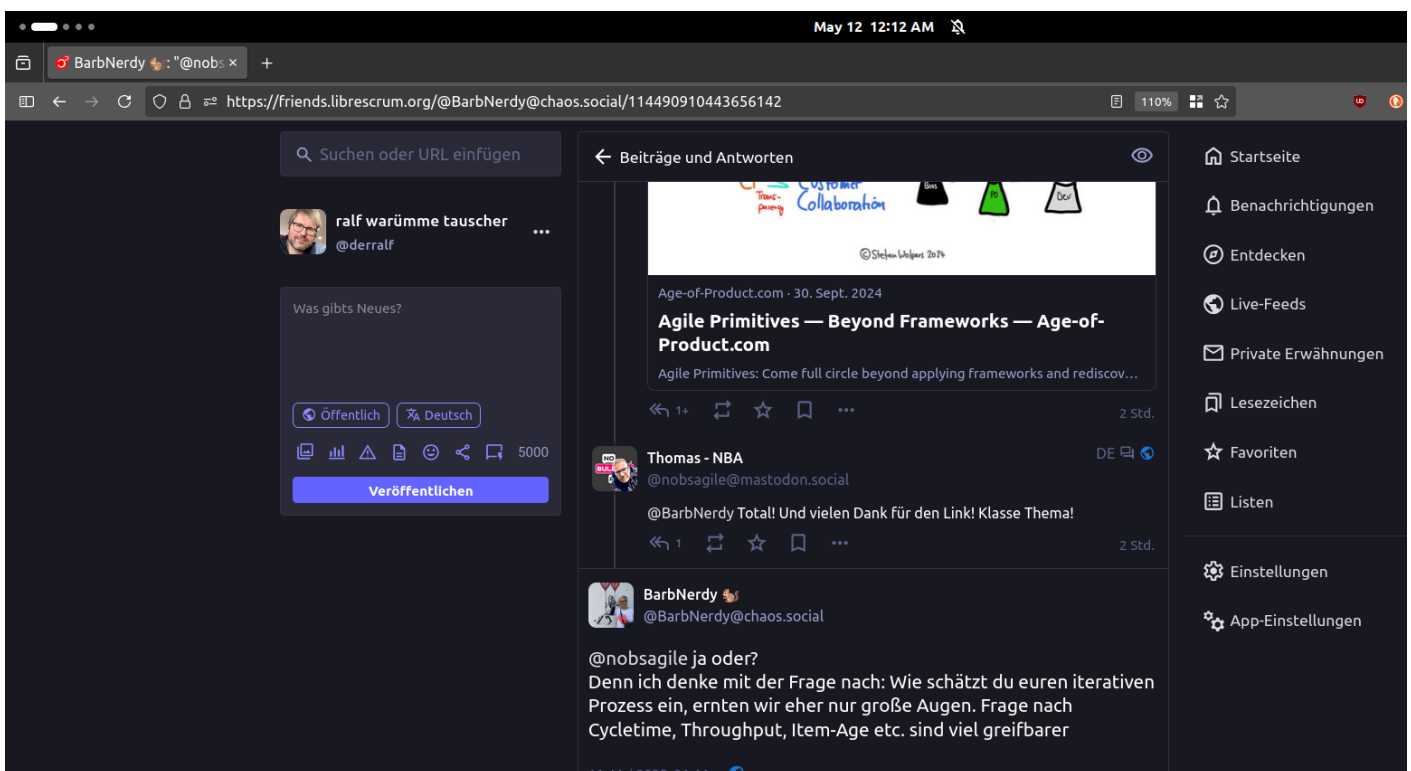 May 12 12:12 AM
BarbNerdy : "@nobs
https://friends.librescrum.org/@BarbNerdy@chaos.social/114490910443656142
110%
Suchen oder URL einfügen
ralf warümme tauscher
@derralf
Was gibts Neues?
Öffentlich
Deutsch
5000
Veröffentlichen
Beiträge und Antworten
Customer
Collaboration
Boss
PO
Dev
©Stefan Wolpers 2024
Age-of-Product.com · 30. Sept. 2024
Agile Primitives — Beyond Frameworks — Age-of-
Product.com
Agile Primitives: Come full circle beyond applying frameworks and rediscov…
1+
2 Std.
Thomas - NBA
DE
@nobsagile@mastodon.social
@BarbNerdy Total! Und vielen Dank für den Link! Klasse Thema!
1
2 Std.
BarbNerdy
@BarbNerdy@chaos.social
@nobsagile ja oder?
Denn ich denke mit der Frage nach: Wie schätzt du euren iterativen
Prozess ein, ernten wir eher nur große Augen. Frage nach
Cycletime, Throughput, Item-Age etc. sind viel greifbarer
Startseite
Benachrichtigungen
Entdecken
Live-Feeds
Private Erwähnungen
Lesezeichen
Favoriten
Listen
Einstellungen
App-Einstellungen